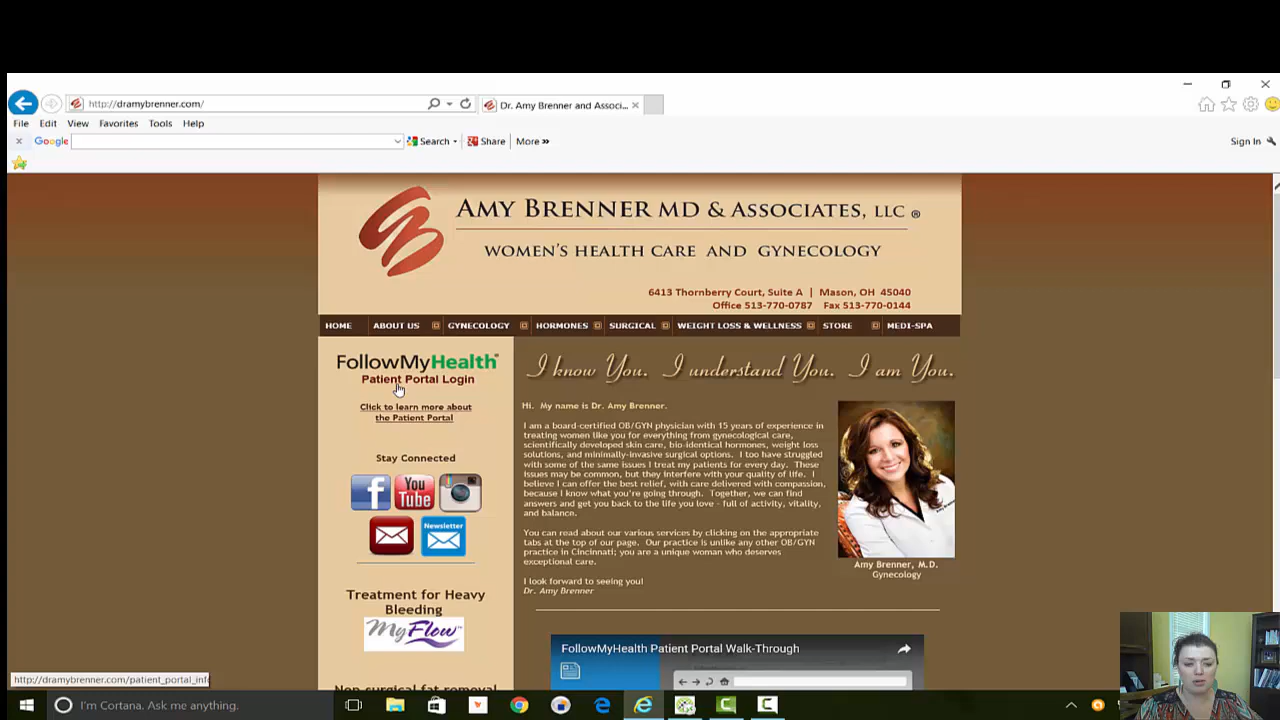 http://dramybrenner.com/
Dr. Amy Brenner and Associ...
File Edit View Favorites Tools Help
Google Search Share More »
Sign In
AMY BRENNER MD & ASSOCIATES, LLC ®
WOMEN'S HEALTH CARE AND GYNECOLOGY
6413 Thornberry Court, Suite A | Mason, OH 45040
Office 513-770-0787 Fax 513-770-0144
HOME ABOUT US GYNECOLOGY HORMONES SURGICAL WEIGHT LOSS & WELLNESS STORE MEDI-SPA
FollowMyHealth®
Patient Portal Login
Click to learn more about
the Patient Portal
Stay Connected
You
Tube
Newsletter
Treatment for Heavy
Bleeding
MyFlow™
Non-surgical fat removal
I know You. I understand You. I am You.
Hi. My name is Dr. Amy Brenner.
I am a board-certified OB/GYN physician with 15 years of experience in
treating women like you for everything from gynecological care,
scientifically developed skin care, bio-identical hormones, weight loss
solutions, and minimally-invasive surgical options. I too have struggled
with some of the same issues I treat my patients for every day. These
issues may be common, but they interfere with your quality of life. I
believe I can offer the best relief, with care delivered with compassion,
because I know what you're going through. Together, we can find
answers and get you back to the life you love - full of activity, vitality,
and balance.
You can read about our various services by clicking on the appropriate
tabs at the top of our page. Our practice is unlike any other OB/GYN
practice in Cincinnati; you are a unique woman who deserves
exceptional care.
I look forward to seeing you!
Dr. Amy Brenner
Amy Brenner, M.D.
Gynecology
FollowMyHealth Patient Portal Walk-Through
http://dramybrenner.com/patient_portal_info
I'm Cortana. Ask me anything.